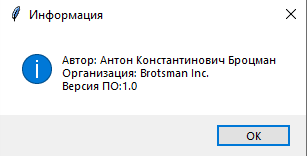 Информация
Автор: Антон Константинович Броцман
Организация: Brotsman Inc.
Версия ПО:1.0
OK